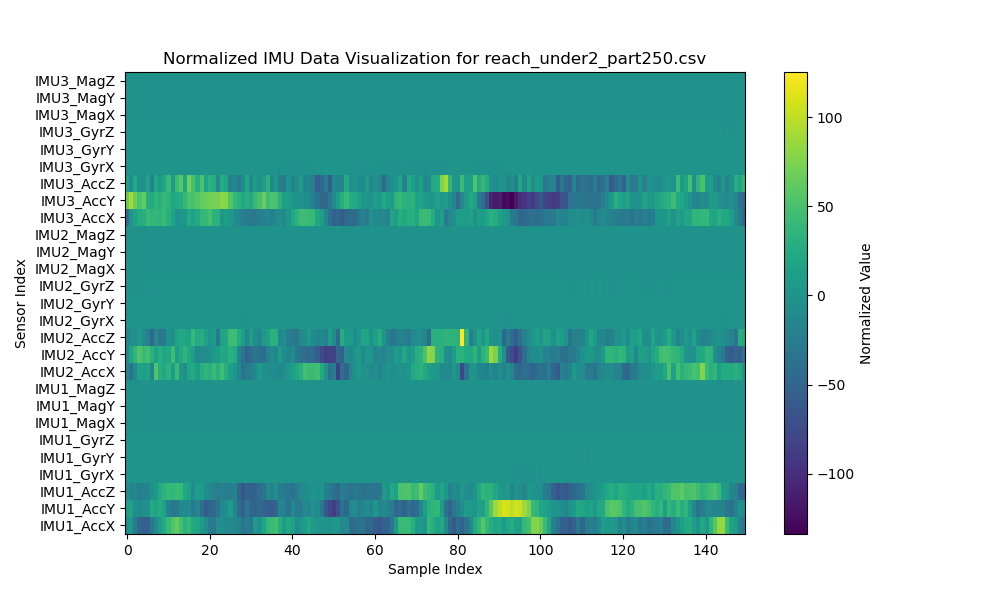 Normalized IMU Data Visualization for reach_under2_part250.csv
IMU3_MagZ
IMU3_MagY
IMU3_MagX
IMU3_GyrZ
IMU3_GyrY
IMU3_GyrX
IMU3_AccZ
IMU3_AccY
IMU3_AccX
IMU2_MagZ
IMU2_MagY
IMU2_MagX
IMU2_GyrZ
IMU2_GyrY
IMU2_GyrX
IMU2_AccZ
IMU2_AccY
IMU2_AccX
IMU1_MagZ
IMU1_MagY
IMU1_MagX
IMU1_GyrZ
IMU1_GyrY
IMU1_GyrX
IMU1_AccZ
IMU1_AccY
IMU1_AccX
Sensor Index
0 20 40 60 80 100 120 140
Sample Index
100
50
0
−50
−100
Normalized Value